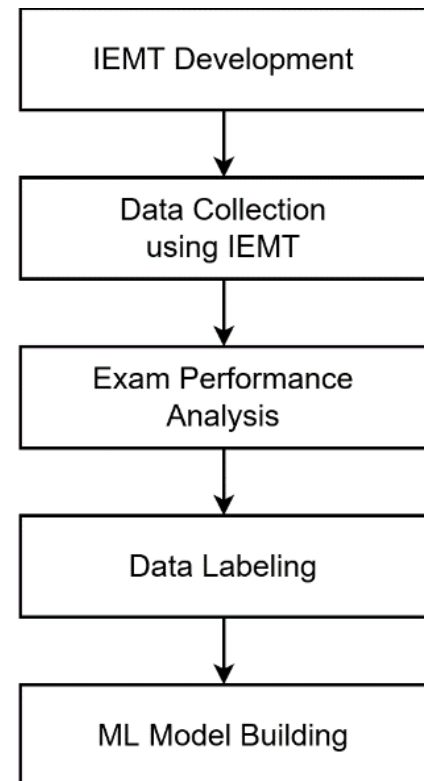 IEMT Development
Data Collection
using IEMT
Exam Performance
Analysis
Data Labeling
ML Model Building